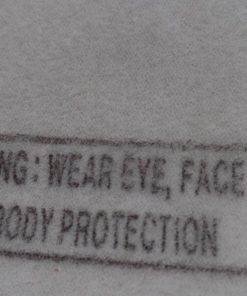 NG: WEAR EYE, FACE
BODY PROTECTION